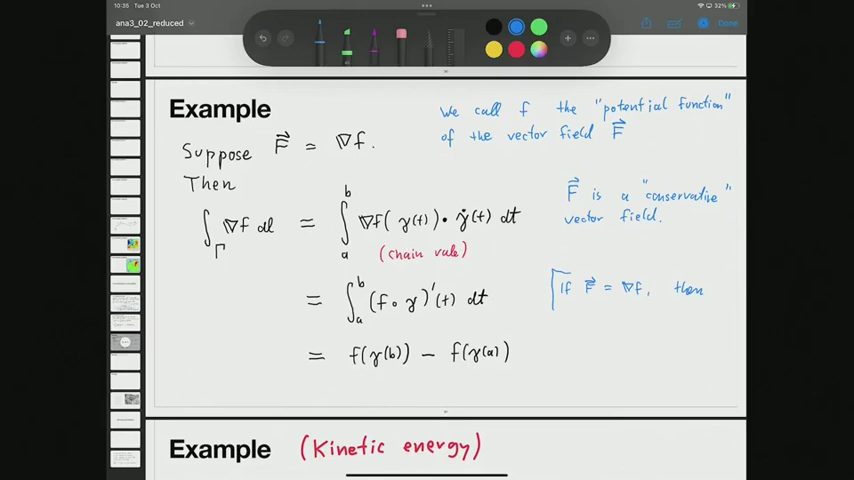 10:35 Tue 3 Oct
32%
ana3_02_reduced
Done
Example
We call f the "potential function"
of the vector field F⃗
Suppose F⃗ = ∇f.
Then
F⃗ is a "conservative"
vector field.
∫_Γ ∇f dl = ∫_a^b ∇f( γ(t) ) • γ̇(t) dt
(chain rule)
= ∫_a^b (f∘γ)'(t) dt
If F⃗ = ∇f, then
= f(γ(b)) − f(γ(a))
Example (Kinetic energy)